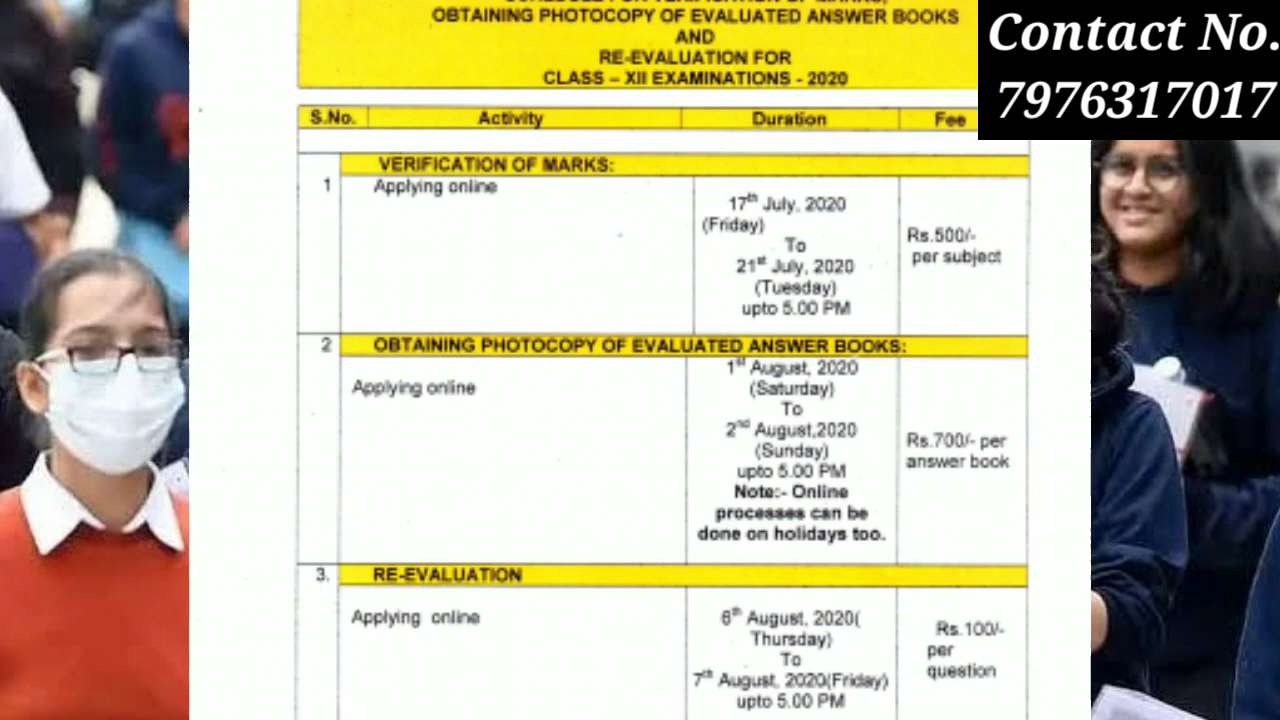 SCHEDULE FOR VERIFICATION OF MARKS,
OBTAINING PHOTOCOPY OF EVALUATED ANSWER BOOKS
AND
RE-EVALUATION FOR
CLASS – XII EXAMINATIONS - 2020
Contact No.
7976317017
S.No. Activity Duration Fee
VERIFICATION OF MARKS:
1 Applying online
17th July, 2020
(Friday)
To
21st July, 2020
(Tuesday)
upto 5.00 PM
Rs.500/-
per subject
2 OBTAINING PHOTOCOPY OF EVALUATED ANSWER BOOKS:
Applying online
1st August, 2020
(Saturday)
To
2nd August,2020
(Sunday)
upto 5.00 PM
Note:- Online
processes can be
done on holidays too.
Rs.700/- per
answer book
3. RE-EVALUATION
Applying online
6th August, 2020(
Thursday)
To
7th August, 2020(Friday)
upto 5.00 PM
Rs.100/-
per
question